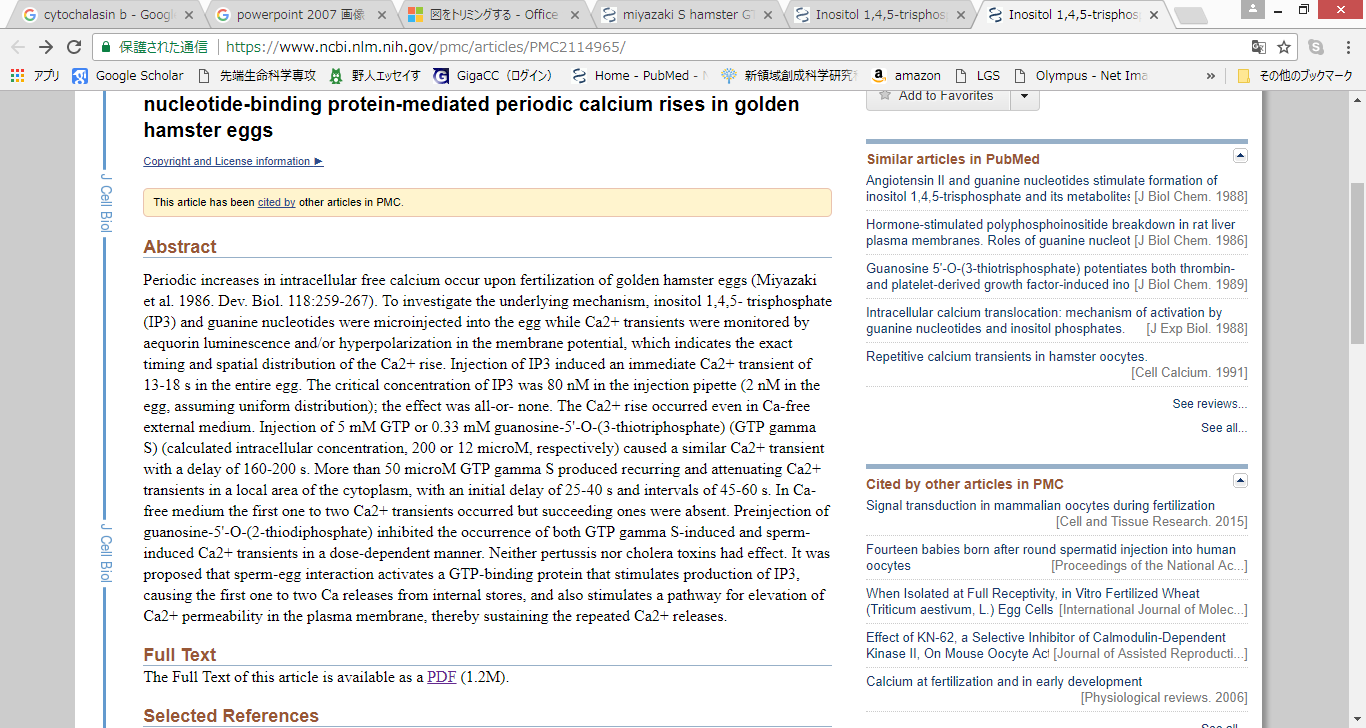 cytochalasin b - Googl
powerpoint 2007 画像
図をトリミングする - Office
miyazaki S hamster GT
Inositol 1,4,5-trisphos
Inositol 1,4,5-trisphos
保護された通信 https://www.ncbi.nlm.nih.gov/pmc/articles/PMC2114965/
アプリ Google Scholar 先端生命科学専攻 野人エッセイす GigaCC（ログイン） Home - PubMed - N 新領域創成科学研究科 amazon LGS Olympus - Net Ima » その他のブックマーク
nucleotide-binding protein-mediated periodic calcium rises in golden
hamster eggs
Copyright and License information ►
This article has been cited by other articles in PMC.
J Cell Biol
J Cell Biol
Abstract
Periodic increases in intracellular free calcium occur upon fertilization of golden hamster eggs (Miyazaki
et al. 1986. Dev. Biol. 118:259-267). To investigate the underlying mechanism, inositol 1,4,5- trisphosphate
(IP3) and guanine nucleotides were microinjected into the egg while Ca2+ transients were monitored by
aequorin luminescence and/or hyperpolarization in the membrane potential, which indicates the exact
timing and spatial distribution of the Ca2+ rise. Injection of IP3 induced an immediate Ca2+ transient of
13-18 s in the entire egg. The critical concentration of IP3 was 80 nM in the injection pipette (2 nM in the
egg, assuming uniform distribution); the effect was all-or- none. The Ca2+ rise occurred even in Ca-free
external medium. Injection of 5 mM GTP or 0.33 mM guanosine-5'-O-(3-thiotriphosphate) (GTP gamma
S) (calculated intracellular concentration, 200 or 12 microM, respectively) caused a similar Ca2+ transient
with a delay of 160-200 s. More than 50 microM GTP gamma S produced recurring and attenuating Ca2+
transients in a local area of the cytoplasm, with an initial delay of 25-40 s and intervals of 45-60 s. In Ca-
free medium the first one to two Ca2+ transients occurred but succeeding ones were absent. Preinjection of
guanosine-5'-O-(2-thiodiphosphate) inhibited the occurrence of both GTP gamma S-induced and sperm-
induced Ca2+ transients in a dose-dependent manner. Neither pertussis nor cholera toxins had effect. It was
proposed that sperm-egg interaction activates a GTP-binding protein that stimulates production of IP3,
causing the first one to two Ca releases from internal stores, and also stimulates a pathway for elevation of
Ca2+ permeability in the plasma membrane, thereby sustaining the repeated Ca2+ releases.
Full Text
The Full Text of this article is available as a PDF (1.2M).
Selected References
Add to Favorites
Similar articles in PubMed
Angiotensin II and guanine nucleotides stimulate formation of
inositol 1,4,5-trisphosphate and its metabolites [J Biol Chem. 1988]
Hormone-stimulated polyphosphoinositide breakdown in rat liver
plasma membranes. Roles of guanine nucleot [J Biol Chem. 1986]
Guanosine 5'-O-(3-thiotrisphosphate) potentiates both thrombin-
and platelet-derived growth factor-induced ino [J Biol Chem. 1989]
Intracellular calcium translocation: mechanism of activation by
guanine nucleotides and inositol phosphates. [J Exp Biol. 1988]
Repetitive calcium transients in hamster oocytes.
[Cell Calcium. 1991]
See reviews...
See all...
Cited by other articles in PMC
Signal transduction in mammalian oocytes during fertilization
[Cell and Tissue Research. 2015]
Fourteen babies born after round spermatid injection into human
oocytes [Proceedings of the National Ac...]
When Isolated at Full Receptivity, in Vitro Fertilized Wheat
(Triticum aestivum, L.) Egg Cells [International Journal of Molec...]
Effect of KN-62, a Selective Inhibitor of Calmodulin-Dependent
Kinase II, On Mouse Oocyte Act [Journal of Assisted Reproducti...]
Calcium at fertilization and in early development
[Physiological reviews. 2006]
See all...